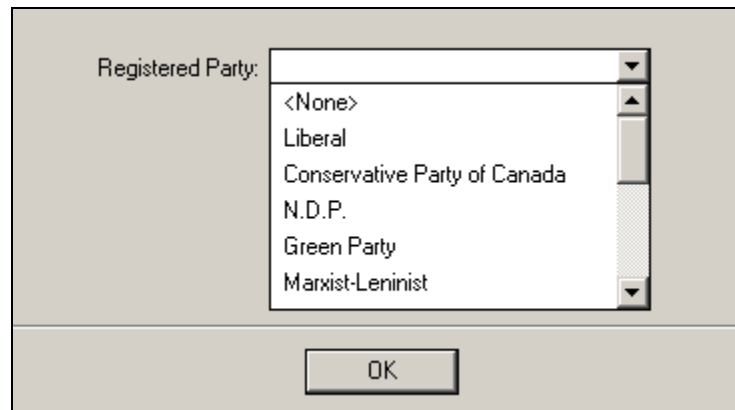 Registered Party:
<None>
Liberal
Conservative Party of Canada
N.D.P.
Green Party
Marxist-Leninist
OK